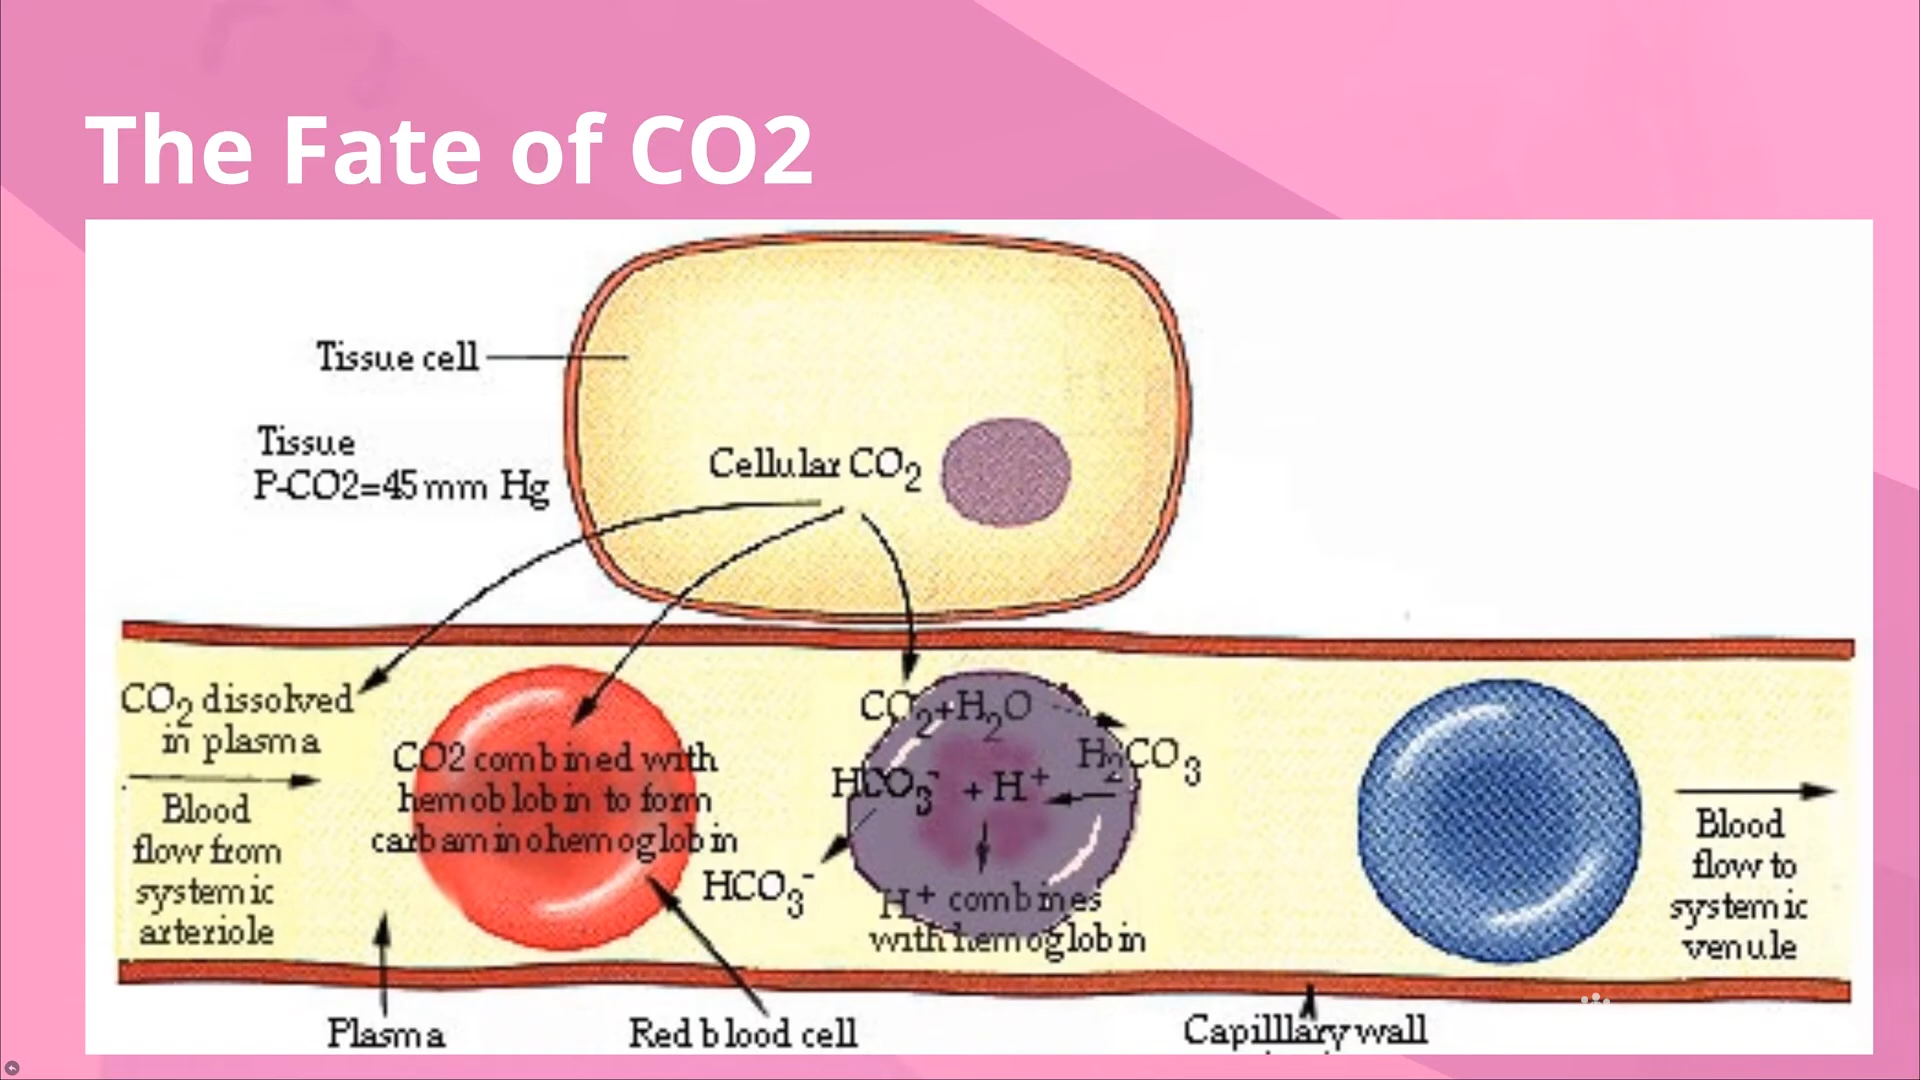 The Fate of CO2
Tissue cell
Tissue
P-CO2=45mm Hg
Cellular CO₂
CO₂ dissolved
in plasma
Blood
flow from
systemic
arteriole
CO2 combined with
hemoblobin to form
carbaminohemoglobin
CO₂+H₂O
H₂CO₃
HCO₃⁻ + H⁺
HCO₃⁻
H⁺ combines
with hemoglobin
Blood
flow to
systemic
venule
Plasma
Red blood cell
Capilllary wall